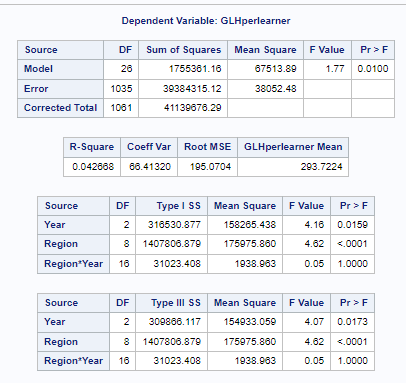 Dependent Variable: GLHperlearner
Source DF Sum of Squares Mean Square F Value Pr > F
Model 26 1755361.16 67513.89 1.77 0.0100
Error 1035 39384315.12 38052.48
Corrected Total 1061 41139676.29
R-Square Coeff Var Root MSE GLHperlearner Mean
0.042668 66.41320 195.0704 293.7224
Source DF Type I SS Mean Square F Value Pr > F
Year 2 316530.877 158265.438 4.16 0.0159
Region 8 1407806.879 175975.860 4.62 <.0001
Region*Year 16 31023.408 1938.963 0.05 1.0000
Source DF Type III SS Mean Square F Value Pr > F
Year 2 309866.117 154933.059 4.07 0.0173
Region 8 1407806.879 175975.860 4.62 <.0001
Region*Year 16 31023.408 1938.963 0.05 1.0000